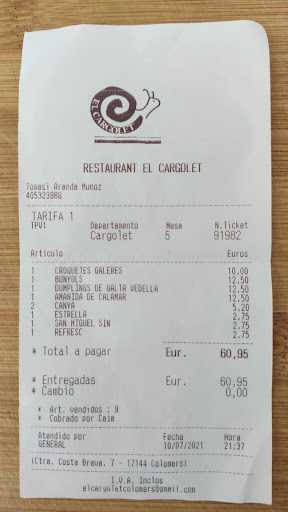 EL CARGOLET
RESTAURANT EL CARGOLET
Tomasi Aranda Munoz
40532398G
TARIFA 1
TPV1 Departamento Mesa N.Ticket
Cargolet 5 91982
Articulo Euros
1 CROQUETES GALERES 10,00
1 BUNYOLS 12,50
1 DUMPLINGS DE GALTA VEDELLA 12,50
1 AMANIDA DE CALAMAR 12,50
2 CANYA 5,20
1 ESTRELLA 2,75
1 SAN MIGUEL SIN 2,75
1 REFRESC 2,75
* Total a pagar Eur. 60,95
* Entregadas Eur. 60,95
* Cambio 0,00
* Art. vendidos : 9
* Cobrado por Caja
Atendido por Fecha Hora
GENERAL 10/07/2021 21:37
(Ctra. Costa Brava, 7 - 17144 Colomers)
I.V.A. Inclos
elcargoletcolomers@gmail.com